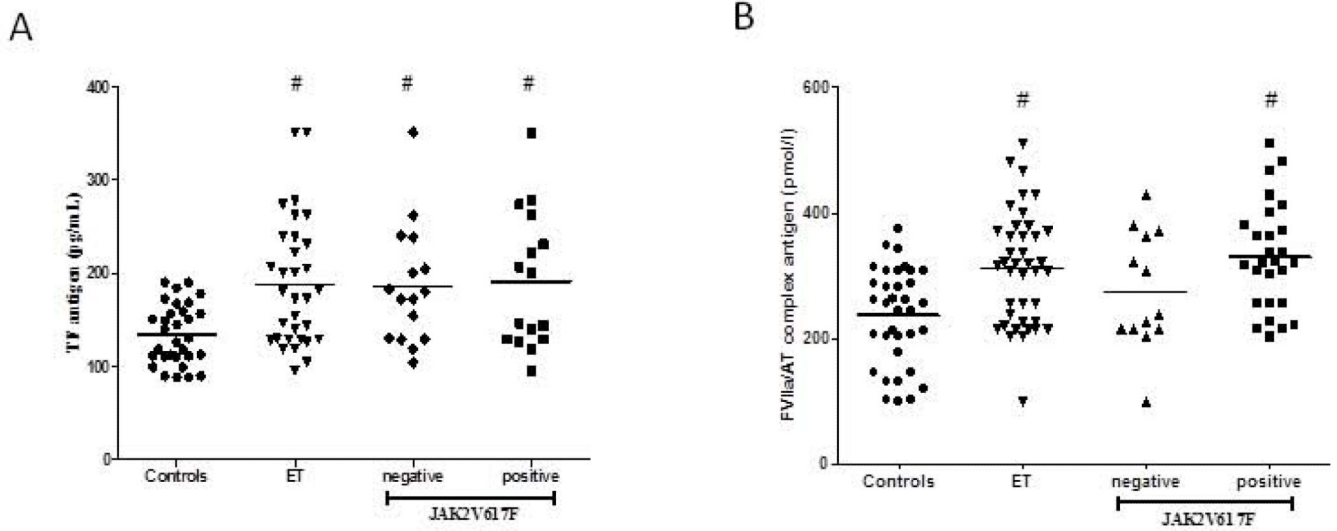 A
TF antigen (pg/mL)
400
300
200
100
0
# # #
Controls ET negative positive
JAK2V617F
B
FVIIa/AT complex antigen (pmol/l)
600
400
200
0
# #
Controls ET negative positive
JAK2V617F